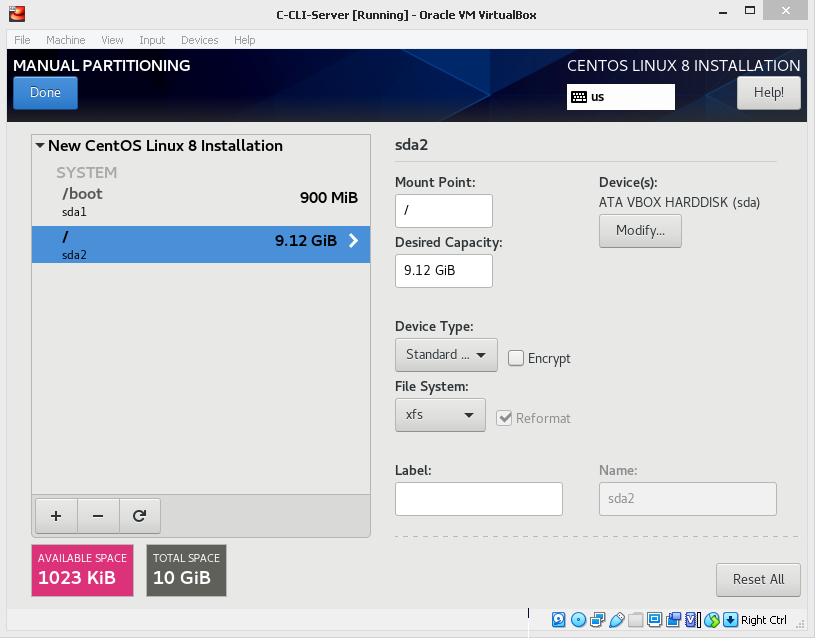 C-CLI-Server [Running] - Oracle VM VirtualBox
File Machine View Input Devices Help
MANUAL PARTITIONING
CENTOS LINUX 8 INSTALLATION
Done
us
Help!
New CentOS Linux 8 Installation
SYSTEM
/boot
900 MiB
sda1
/
9.12 GiB
sda2
sda2
Mount Point:
/
Device(s):
ATA VBOX HARDDISK (sda)
Modify...
Desired Capacity:
9.12 GiB
Device Type:
Standard ...
Encrypt
File System:
xfs
Reformat
Label:
Name:
sda2
+ −
AVAILABLE SPACE
1023 KiB
TOTAL SPACE
10 GiB
Reset All
Right Ctrl